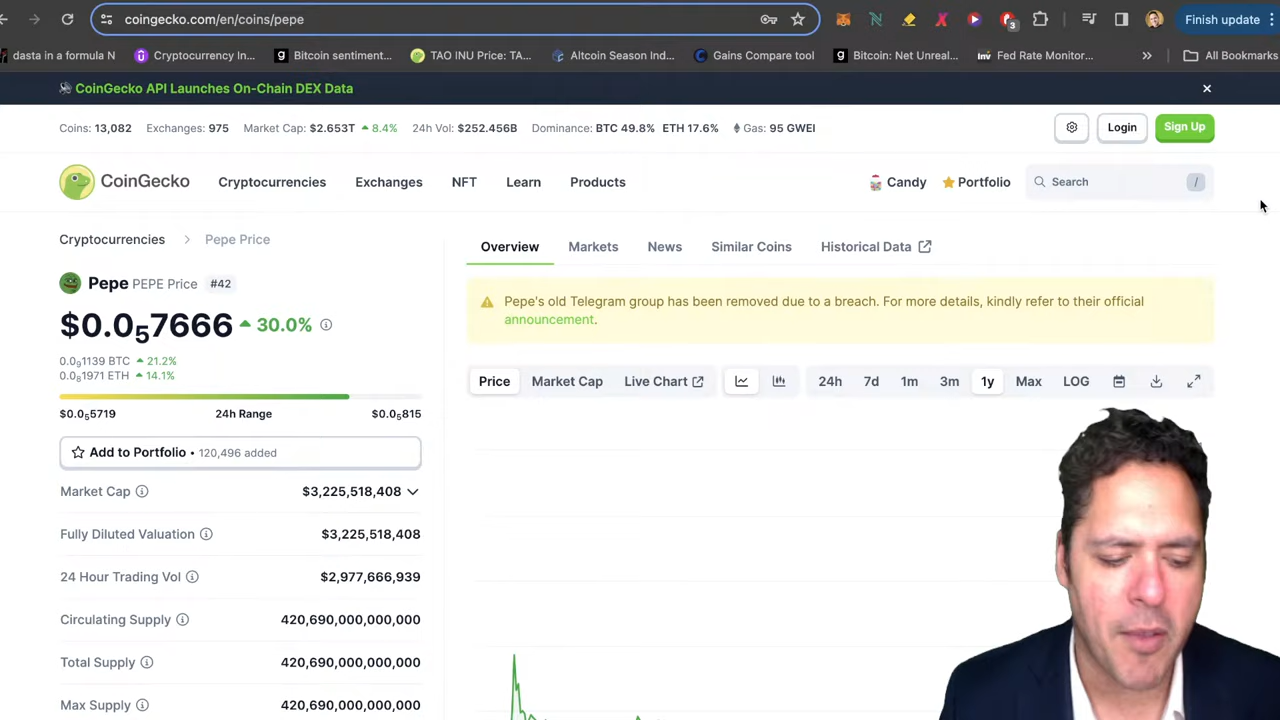 coingecko.com/en/coins/pepe
3
Finish update
dasta in a formula N
Cryptocurrency In...
Bitcoin sentiment...
TAO INU Price: TA...
Altcoin Season Ind...
Gains Compare tool
Bitcoin: Net Unreal...
Fed Rate Monitor...
»
All Bookmarks
CoinGecko API Launches On-Chain DEX Data
Coins: 13,082 Exchanges: 975 Market Cap: $2.653T 8.4% 24h Vol: $252.456B Dominance: BTC 49.8% ETH 17.6% Gas: 95 GWEI
Login
Sign Up
CoinGecko
Cryptocurrencies
Exchanges
NFT
Learn
Products
Candy
Portfolio
Search
/
Cryptocurrencies > Pepe Price
Pepe PEPE Price #42
$0.0₅7666 30.0%
0.0₉1139 BTC 21.2%
0.0₈1971 ETH 14.1%
$0.0₅5719 24h Range $0.0₅815
Add to Portfolio • 120,496 added
Market Cap $3,225,518,408
Fully Diluted Valuation $3,225,518,408
24 Hour Trading Vol $2,977,666,939
Circulating Supply 420,690,000,000,000
Total Supply 420,690,000,000,000
Max Supply 420,690,000,000,000
Overview Markets News Similar Coins Historical Data
Pepe's old Telegram group has been removed due to a breach. For more details, kindly refer to their official
announcement.
Price Market Cap Live Chart
24h 7d 1m 3m 1y Max LOG